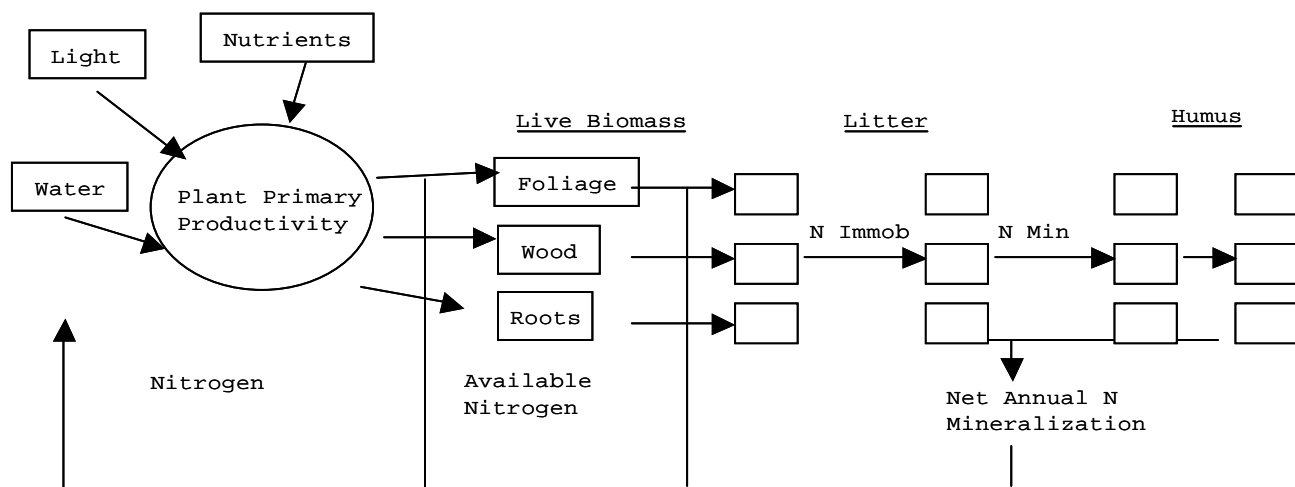 Nutrients
Light
Live Biomass
Litter
Humus
Water
Plant Primary
Productivity
Foliage
Wood
Roots
N Immob
N Min
Nitrogen
Available
Nitrogen
Net Annual N
Mineralization